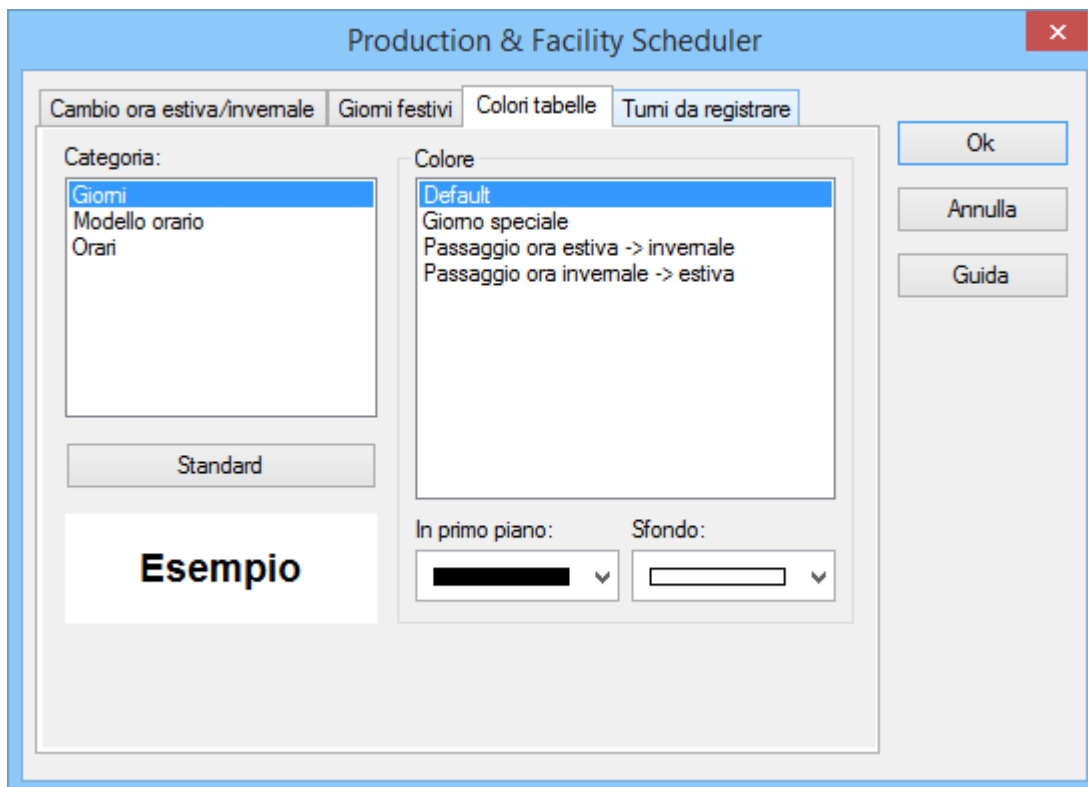 Production & Facility Scheduler
Cambio ora estiva/invernale
Giorni festivi
Colori tabelle
Turni da registrare
Categoria:
Giorni
Modello orario
Orari
Standard
Esempio
Colore
Default
Giorno speciale
Passaggio ora estiva -> invernale
Passaggio ora invernale -> estiva
In primo piano:
Sfondo:
Ok
Annulla
Guida